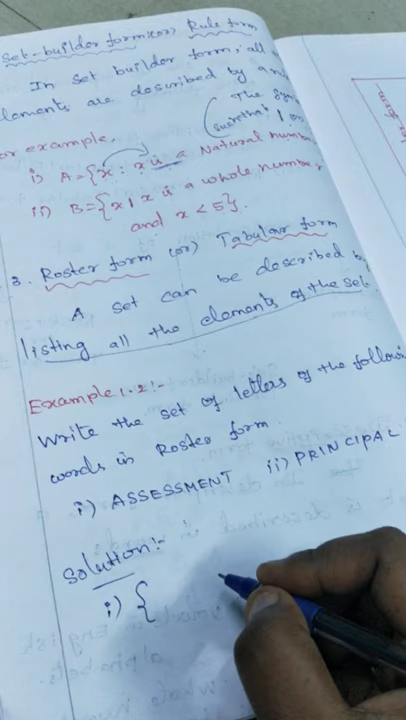 Set-builder form (or) Rule form
In set builder form, all
elements are described by
The
such that
or example,
i) A = {x : x is a Natural number
ii) B = {x | x is a whole number
and x < 5}.
3. Roster form (or) Tabular form
A set can be described by
listing all the elements of the set.
Example 1.2:-
Write the set of letters of the following
words in Roster form.
i) ASSESSMENT ii) PRINCIPAL
Solution:-
i) {